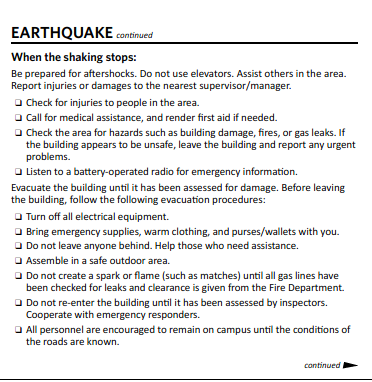 EARTHQUAKE continued
When the shaking stops:
Be prepared for aftershocks. Do not use elevators. Assist others in the area.
Report injuries or damages to the nearest supervisor/manager.
❑ Check for injuries to people in the area.
❑ Call for medical assistance, and render first aid if needed.
❑ Check the area for hazards such as building damage, fires, or gas leaks. If
the building appears to be unsafe, leave the building and report any urgent
problems.
❑ Listen to a battery-operated radio for emergency information.
Evacuate the building until it has been assessed for damage. Before leaving
the building, follow the following evacuation procedures:
❑ Turn off all electrical equipment.
❑ Bring emergency supplies, warm clothing, and purses/wallets with you.
❑ Do not leave anyone behind. Help those who need assistance.
❑ Assemble in a safe outdoor area.
❑ Do not create a spark or flame (such as matches) until all gas lines have
been checked for leaks and clearance is given from the Fire Department.
❑ Do not re-enter the building until it has been assessed by inspectors.
Cooperate with emergency responders.
❑ All personnel are encouraged to remain on campus until the conditions of
the roads are known.
continued